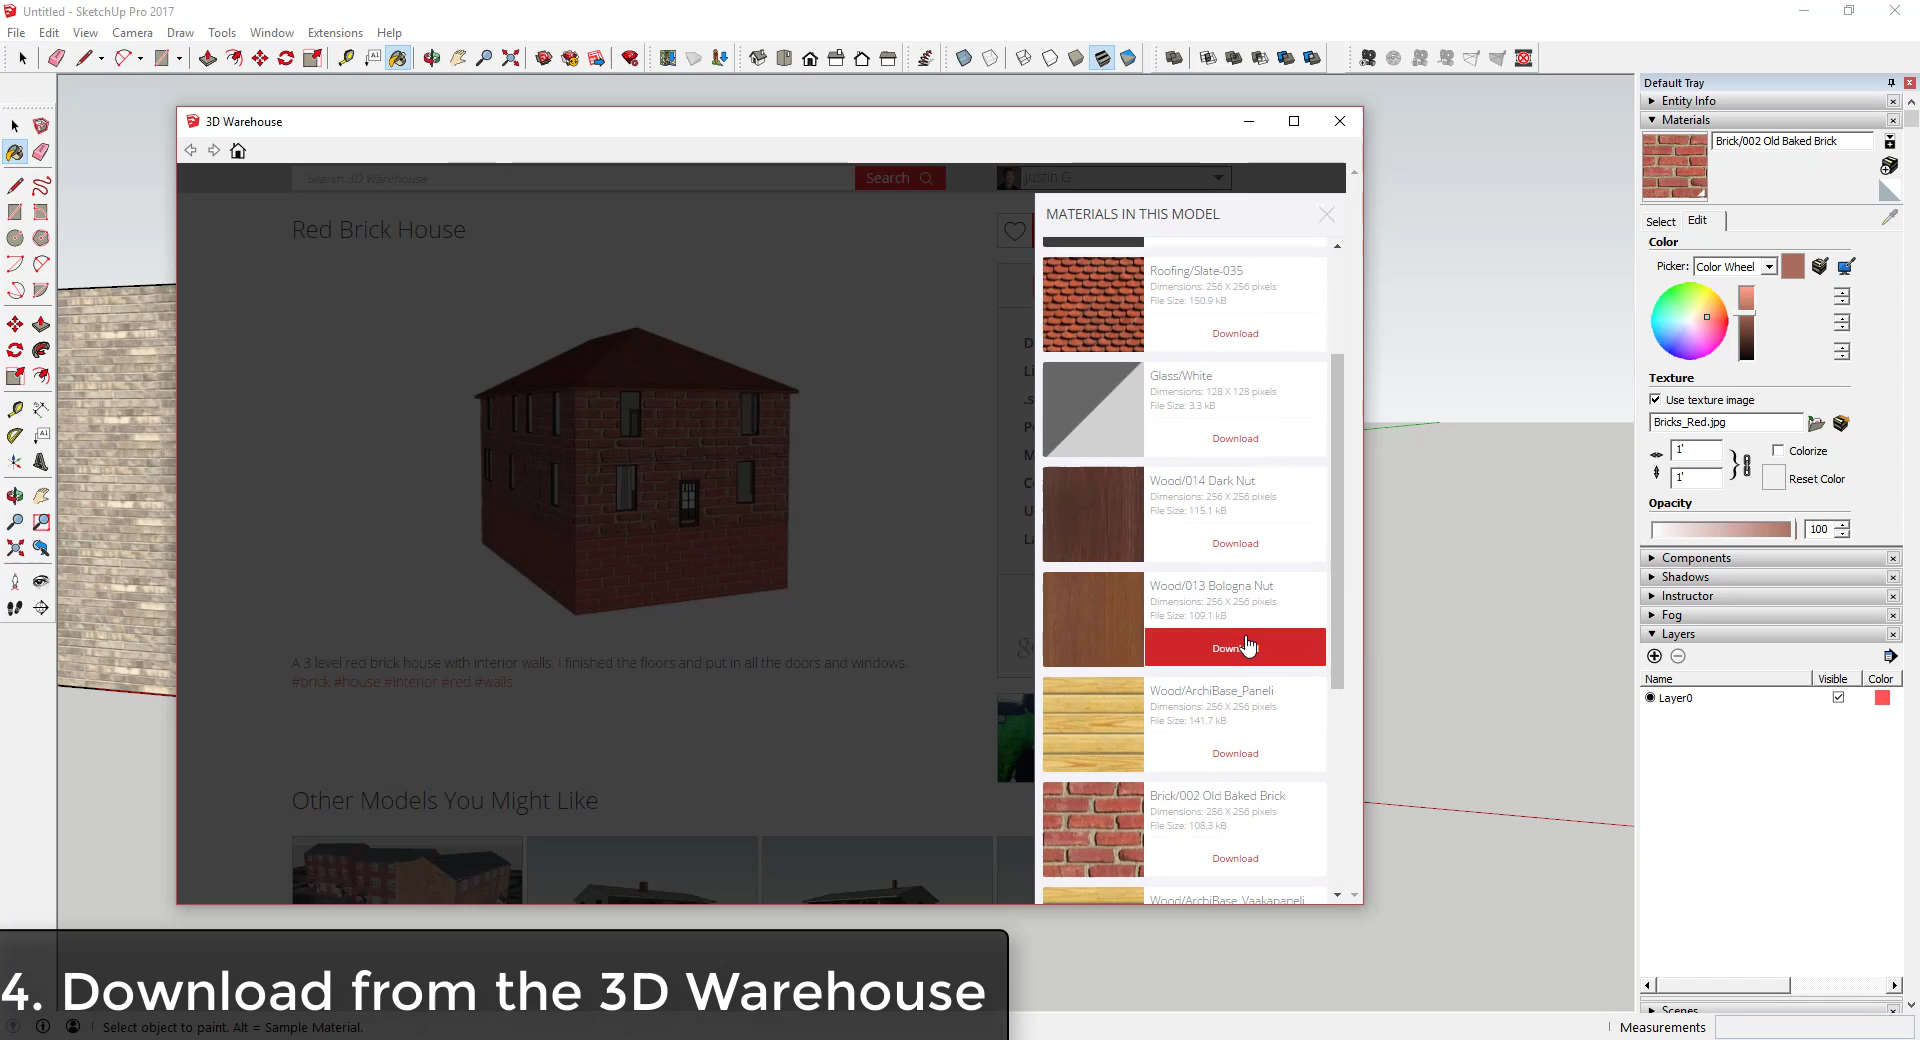 Untitled - SketchUp Pro 2017
File Edit View Camera Draw Tools Window Extensions Help
3D Warehouse
Search 3D Warehouse
Search
Justin G.
Red Brick House
A 3 level red brick house with interior walls. i finished the floors and put in all the doors and windows.
#brick #house #interior #red #walls
Other Models You Might Like
MATERIALS IN THIS MODEL
Roofing/Slate-035
Dimensions: 256 X 256 pixels
File Size: 150.9 kB
Download
Glass/White
Dimensions: 128 X 128 pixels
File Size: 3.3 kB
Download
Wood/014 Dark Nut
Dimensions: 256 X 256 pixels
File Size: 115.1 kB
Download
Wood/013 Bologna Nut
Dimensions: 256 X 256 pixels
File Size: 109.1 kB
Wood/ArchiBase_Paneli
Dimensions: 256 X 256 pixels
File Size: 141.7 kB
Download
Brick/002 Old Baked Brick
Dimensions: 256 X 256 pixels
File Size: 108.3 kB
Download
Wood/ArchiBase_Vaakapaneli
Default Tray
Entity Info
Materials
Brick/002 Old Baked Brick
Select Edit
Color
Picker: Color Wheel
Texture
Use texture image
Bricks_Red.jpg
1'
Colorize
1'
Reset Color
Opacity
100
Components
Shadows
Instructor
Fog
Layers
Name Visible Color
Layer0
Scenes
4. Download from the 3D Warehouse
Select object to paint. Alt = Sample Material.
Measurements